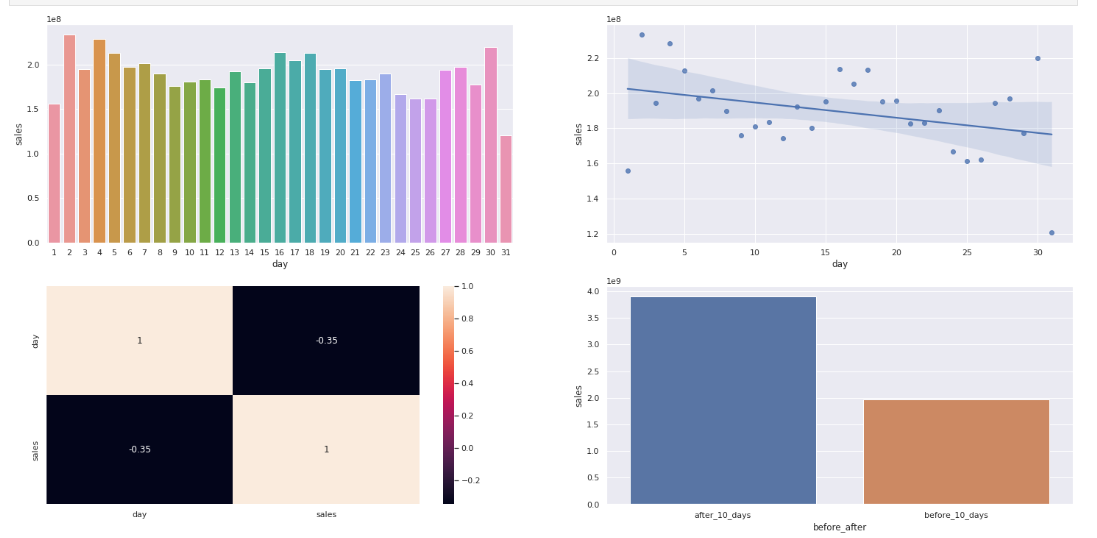 1e8
2.0
1.5
1.0
0.5
0.0
sales
1 2 3 4 5 6 7 8 9 10 11 12 13 14 15 16 17 18 19 20 21 22 23 24 25 26 27 28 29 30 31
day
1e8
2.2
2.0
1.8
1.6
1.4
1.2
sales
0 5 10 15 20 25 30
day
day
sales
1 -0.35
-0.35 1
day sales
1.0
0.8
0.6
0.4
0.2
0.0
−0.2
1e9
4.0
3.5
3.0
2.5
2.0
1.5
1.0
0.5
0.0
sales
after_10_days before_10_days
before_after